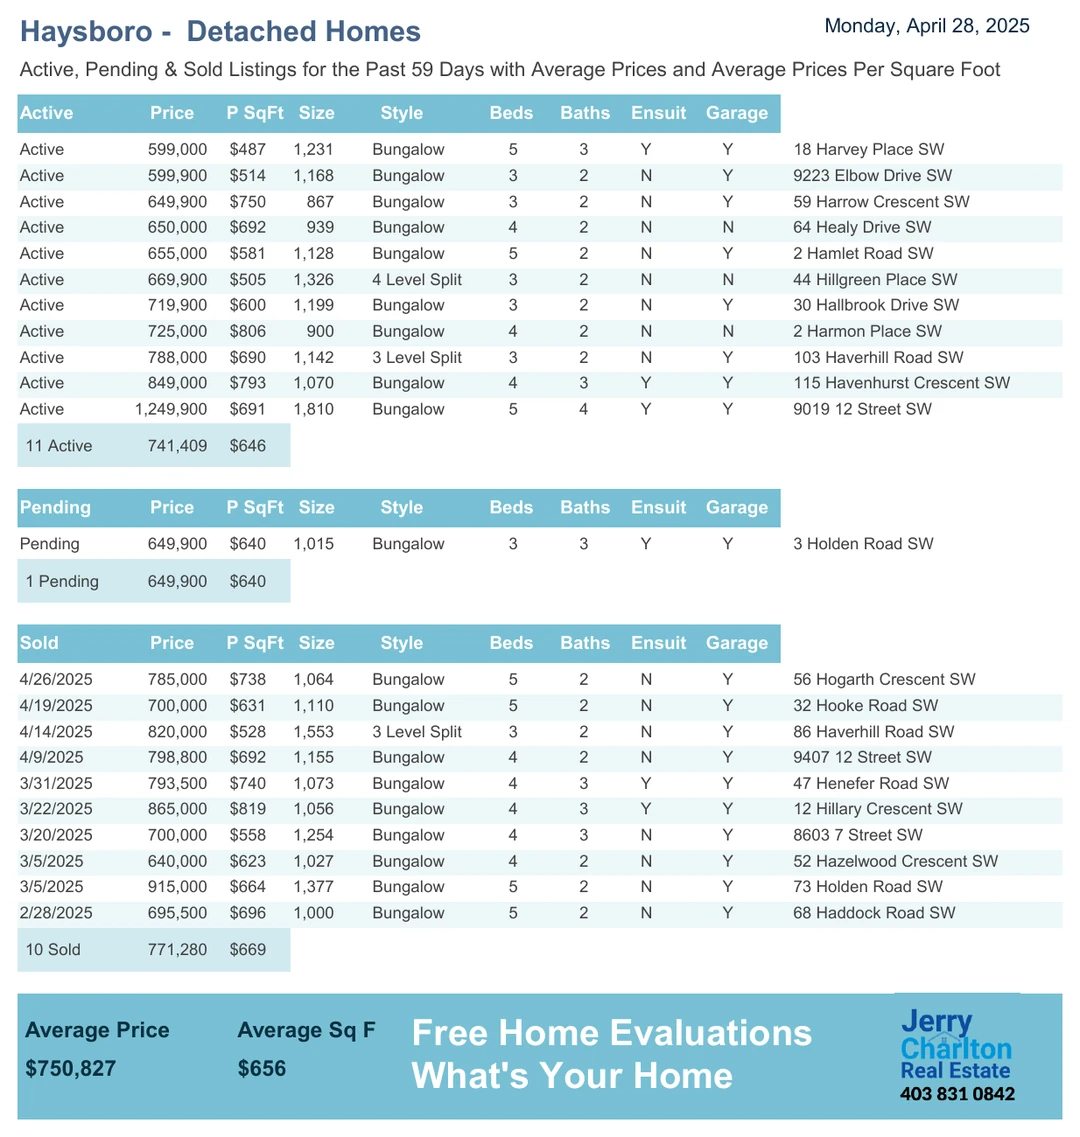 Haysboro - Detached Homes
Monday, April 28, 2025
Active, Pending & Sold Listings for the Past 59 Days with Average Prices and Average Prices Per Square Foot
Active Price P SqFt Size Style Beds Baths Ensuit Garage
Active 599,000 $487 1,231 Bungalow 5 3 Y Y 18 Harvey Place SW
Active 599,900 $514 1,168 Bungalow 3 2 N Y 9223 Elbow Drive SW
Active 649,900 $750 867 Bungalow 3 2 N Y 59 Harrow Crescent SW
Active 650,000 $692 939 Bungalow 4 2 N N 64 Healy Drive SW
Active 655,000 $581 1,128 Bungalow 5 2 N Y 2 Hamlet Road SW
Active 669,900 $505 1,326 4 Level Split 3 2 N N 44 Hillgreen Place SW
Active 719,900 $600 1,199 Bungalow 3 2 N Y 30 Hallbrook Drive SW
Active 725,000 $806 900 Bungalow 4 2 N N 2 Harmon Place SW
Active 788,000 $690 1,142 3 Level Split 3 2 N Y 103 Haverhill Road SW
Active 849,000 $793 1,070 Bungalow 4 3 Y Y 115 Havenhurst Crescent SW
Active 1,249,900 $691 1,810 Bungalow 5 4 Y Y 9019 12 Street SW
11 Active 741,409 $646
Pending Price P SqFt Size Style Beds Baths Ensuit Garage
Pending 649,900 $640 1,015 Bungalow 3 3 Y Y 3 Holden Road SW
1 Pending 649,900 $640
Sold Price P SqFt Size Style Beds Baths Ensuit Garage
4/26/2025 785,000 $738 1,064 Bungalow 5 2 N Y 56 Hogarth Crescent SW
4/19/2025 700,000 $631 1,110 Bungalow 5 2 N Y 32 Hooke Road SW
4/14/2025 820,000 $528 1,553 3 Level Split 3 2 N Y 86 Haverhill Road SW
4/9/2025 798,800 $692 1,155 Bungalow 4 2 N Y 9407 12 Street SW
3/31/2025 793,500 $740 1,073 Bungalow 4 3 Y Y 47 Henefer Road SW
3/22/2025 865,000 $819 1,056 Bungalow 4 3 Y Y 12 Hillary Crescent SW
3/20/2025 700,000 $558 1,254 Bungalow 4 3 N Y 8603 7 Street SW
3/5/2025 640,000 $623 1,027 Bungalow 4 2 N Y 52 Hazelwood Crescent SW
3/5/2025 915,000 $664 1,377 Bungalow 5 2 N Y 73 Holden Road SW
2/28/2025 695,500 $696 1,000 Bungalow 5 2 N Y 68 Haddock Road SW
10 Sold 771,280 $669
Average Price Average Sq F
$750,827 $656
Free Home Evaluations
What's Your Home
Jerry
Charlton
Real Estate
403 831 0842